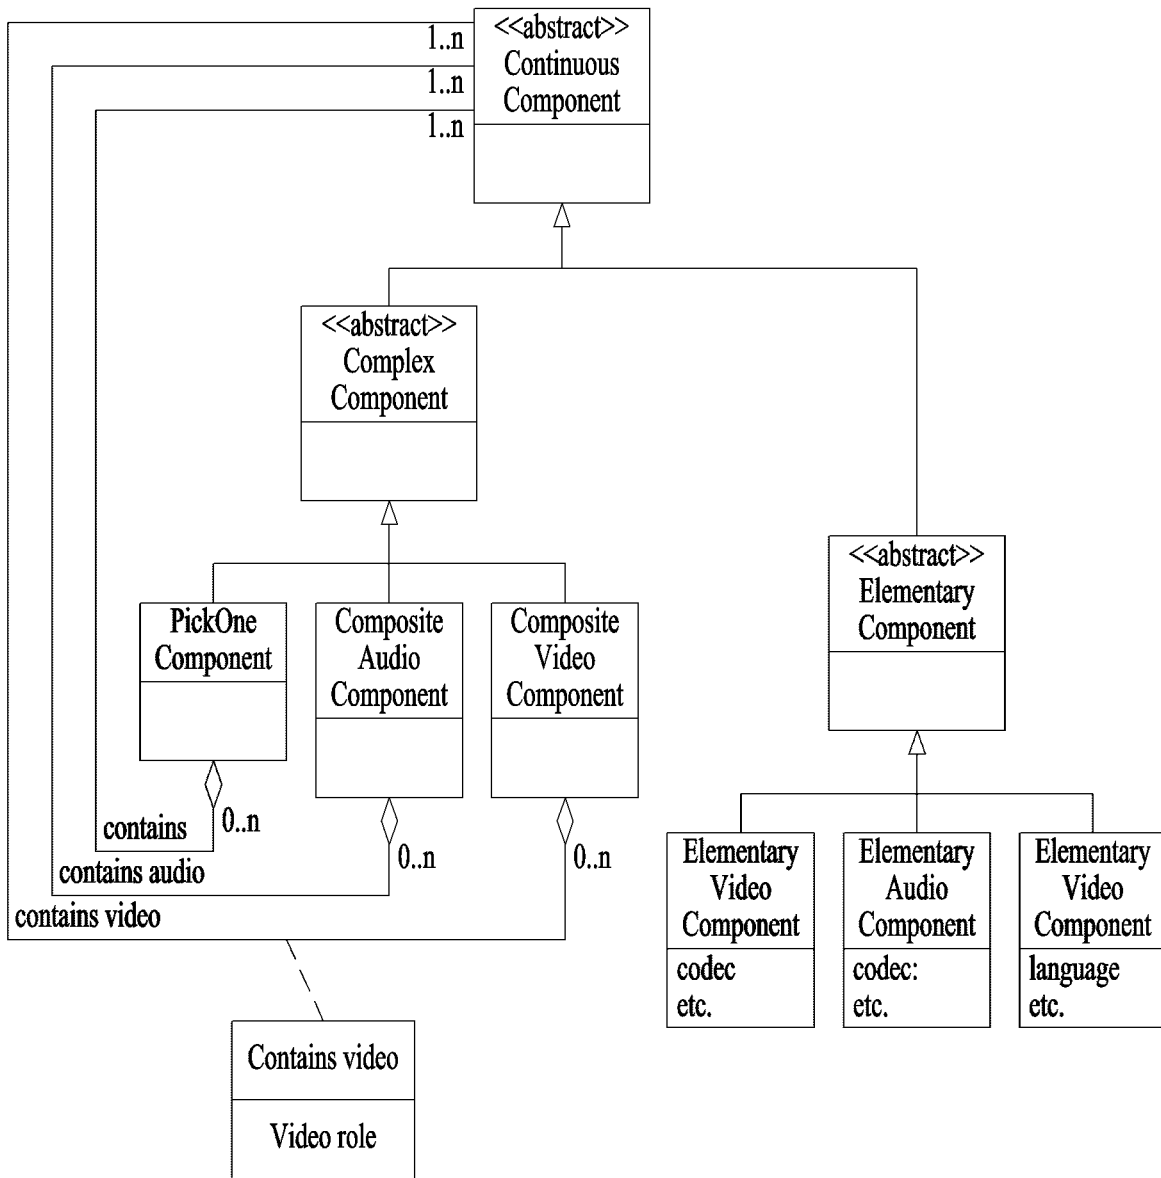 1..n
1..n
1..n
<<abstract>>
Continuous
Component
<<abstract>>
Complex
Component
<<abstract>>
Elementary
Component
PickOne
Component
Composite
Audio
Component
Composite
Video
Component
0..n
0..n
0..n
contains
contains audio
contains video
Elementary
Video
Component
codec
etc.
Elementary
Audio
Component
codec:
etc.
Elementary
Video
Component
language
etc.
Contains video
Video role